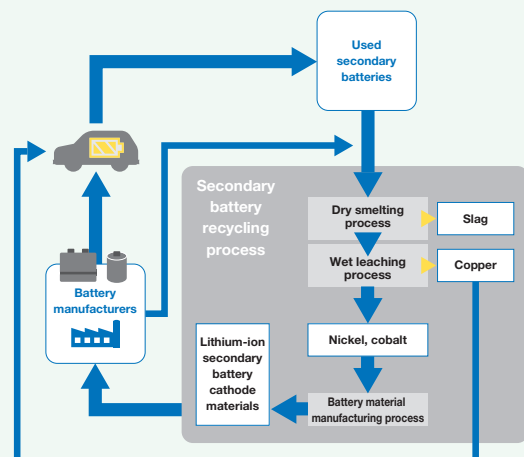 Used
secondary
batteries
Secondary
battery
recycling
process
Dry smelting
process
Slag
Wet leaching
process
Copper
Battery
manufacturers
Nickel, cobalt
Lithium-ion
secondary
battery
cathode
materials
Battery material
manufacturing process